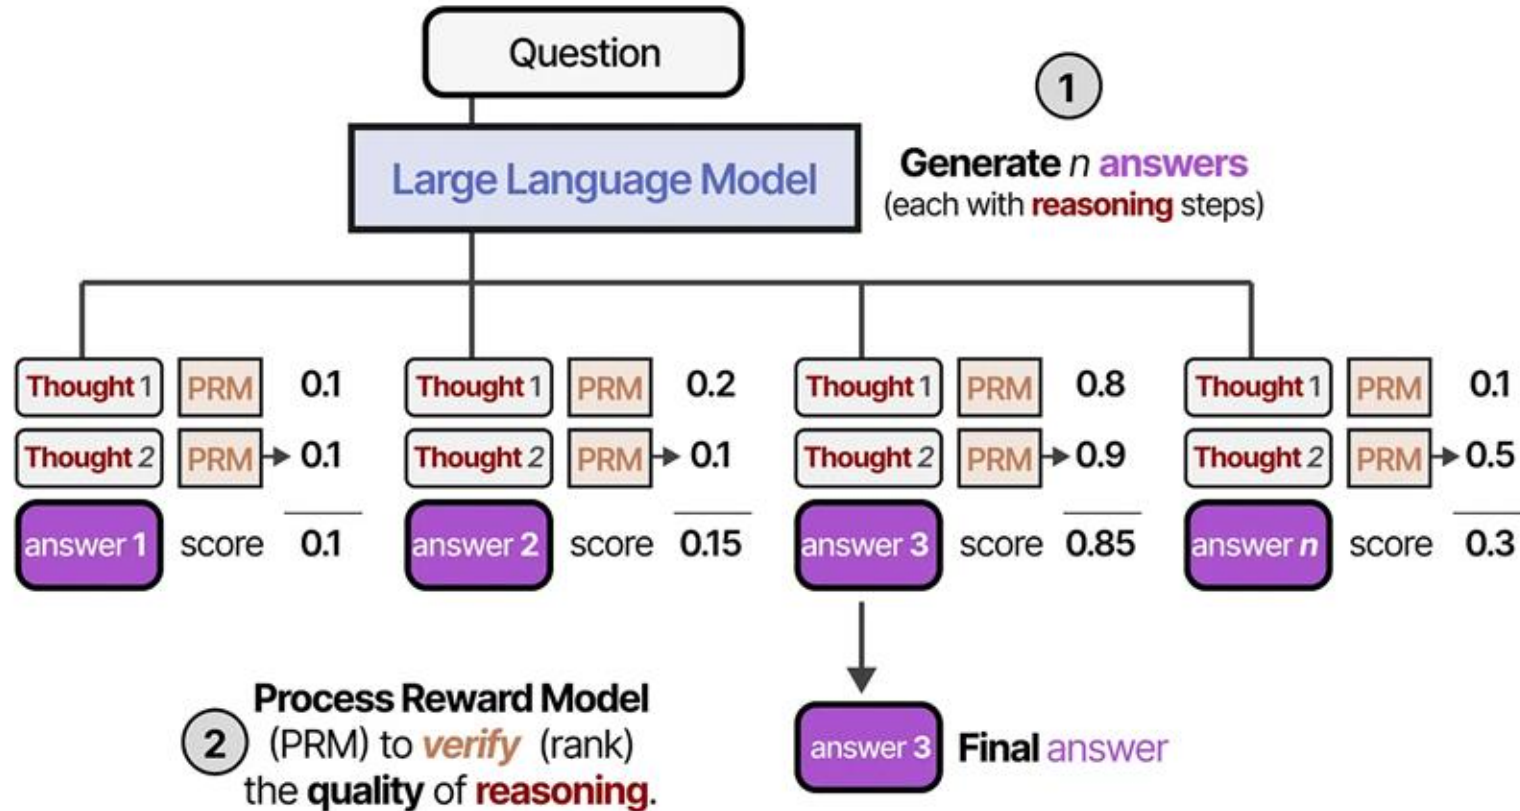 Question
1
Large Language Model
Generate n answers
(each with reasoning steps)
Thought 1 PRM 0.1
Thought 2 PRM 0.1
answer 1 score 0.1
Thought 1 PRM 0.2
Thought 2 PRM 0.1
answer 2 score 0.15
Thought 1 PRM 0.8
Thought 2 PRM 0.9
answer 3 score 0.85
Thought 1 PRM 0.1
Thought 2 PRM 0.5
answer n score 0.3
2
Process Reward Model
(PRM) to verify (rank)
the quality of reasoning.
answer 3 Final answer